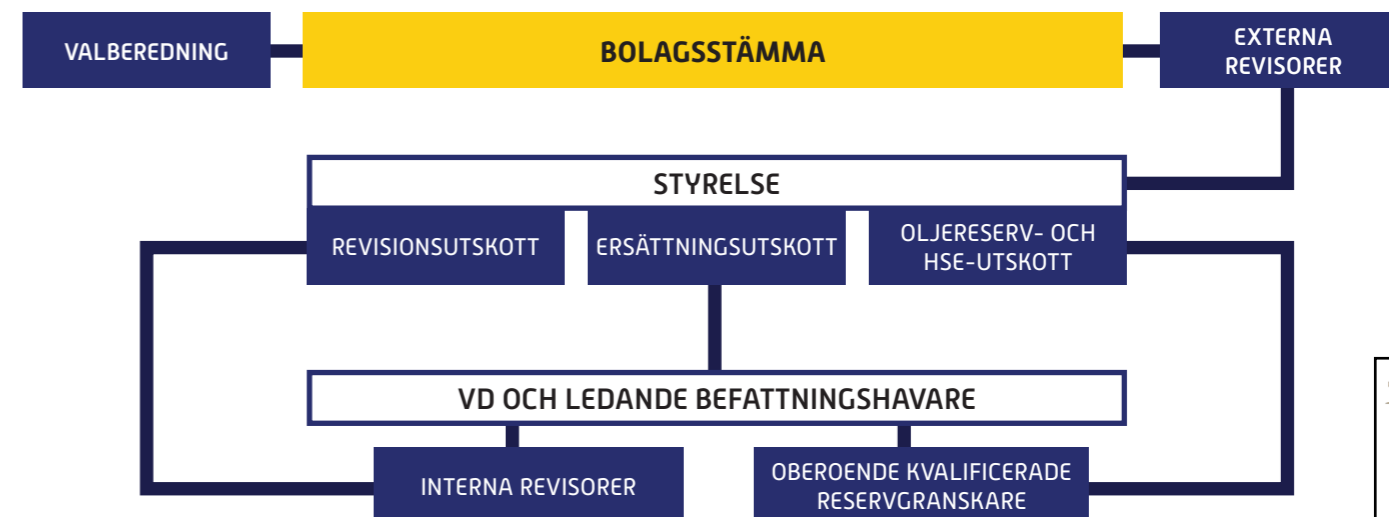 VALBEREDNING
BOLAGSSTÄMMA
EXTERNA
REVISORER
STYRELSE
REVISIONSUTSKOTT
ERSÄTTNINGSUTSKOTT
OLJERESERV- OCH
HSE-UTSKOTT
VD OCH LEDANDE BEFATTNINGSHAVARE
INTERNA REVISORER
OBEROENDE KVALIFICERADE
RESERVGRANSKARE